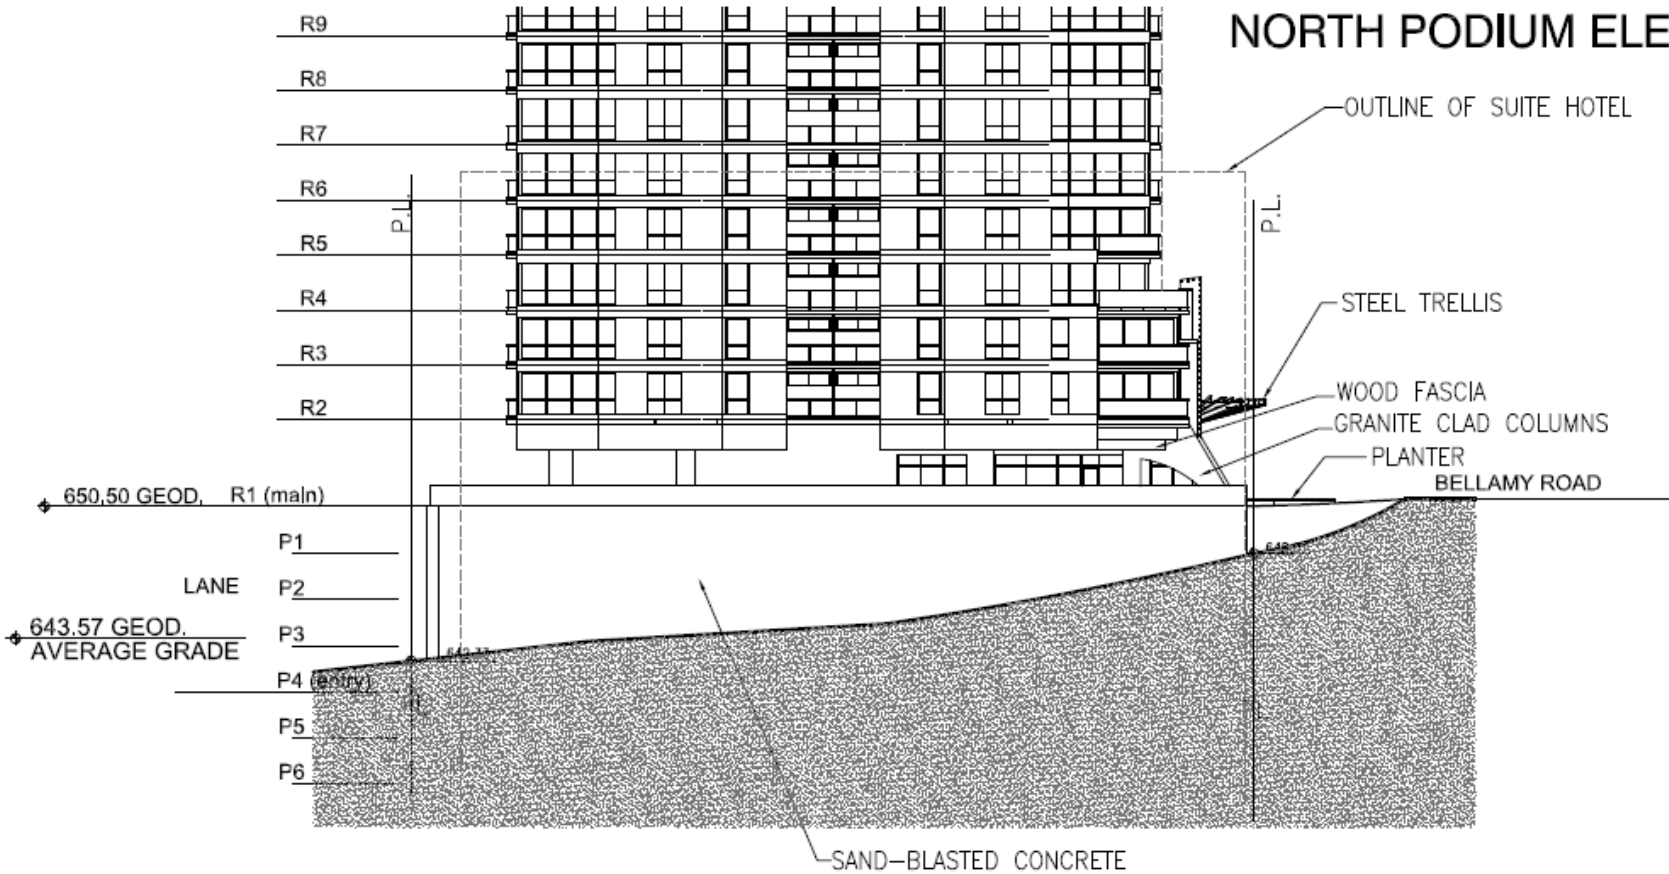 NORTH PODIUM ELE
R9
R8
OUTLINE OF SUITE HOTEL
R7
R6
P.L.
P.L.
R5
R4
STEEL TRELLIS
R3
WOOD FASCIA
R2
GRANITE CLAD COLUMNS
PLANTER
BELLAMY ROAD
650.50 GEOD. R1 (main)
P1
LANE
P2
643.57 GEOD.
P3
AVERAGE GRADE
P4 (entry)
P5
P6
SAND-BLASTED CONCRETE